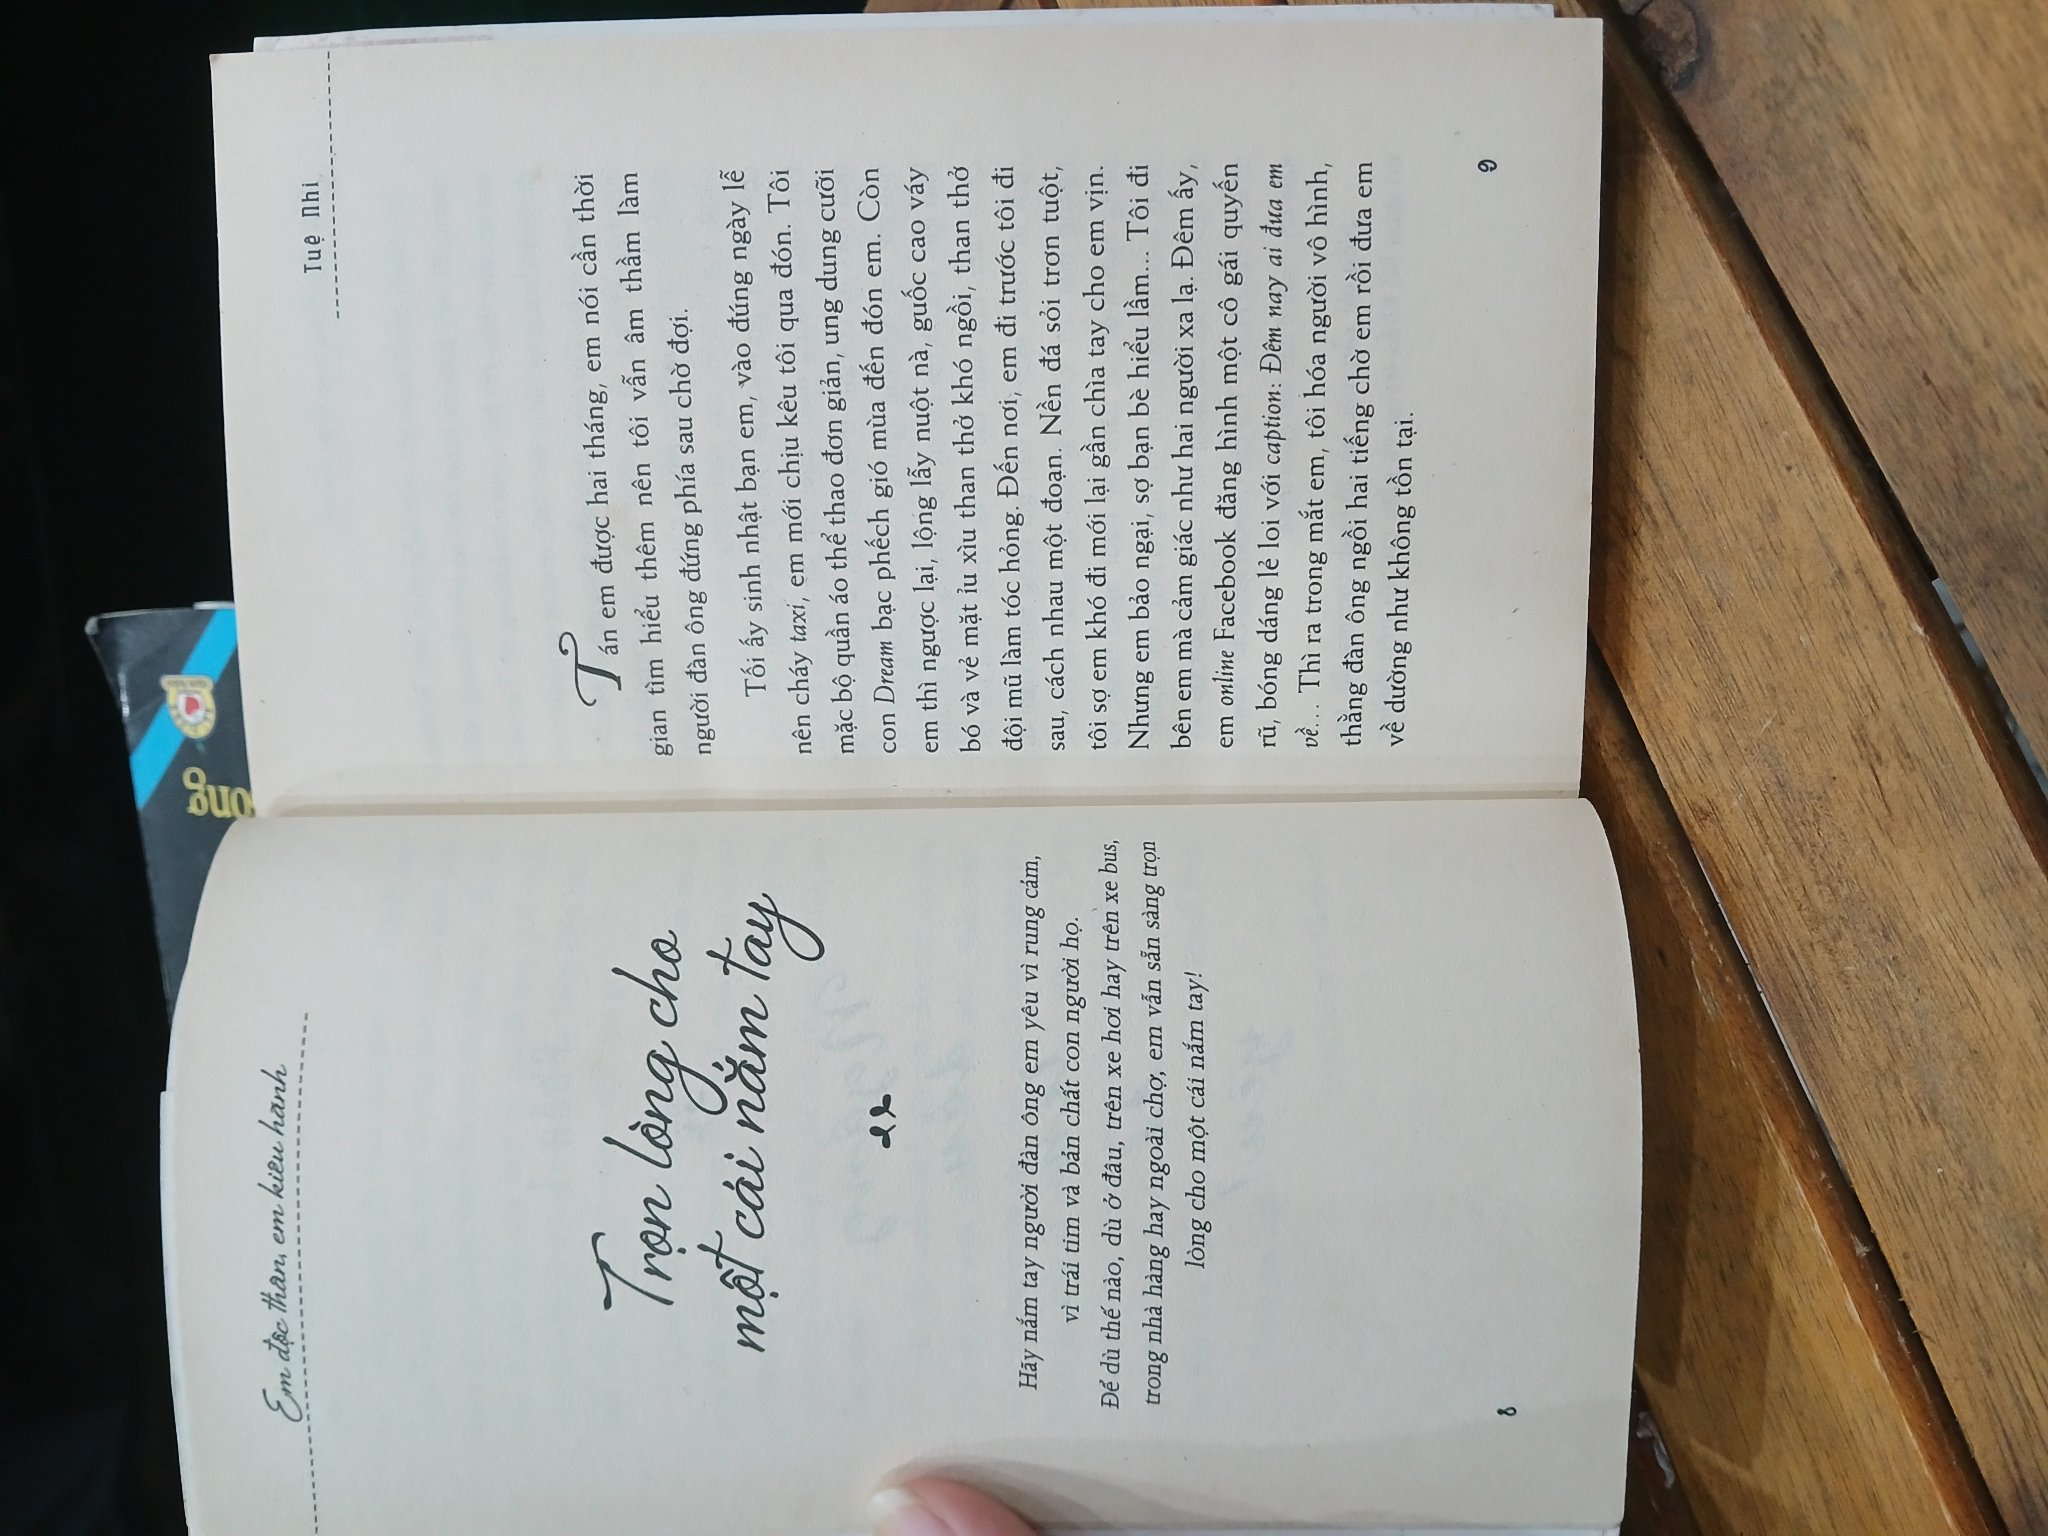 Em độc thân, em kiêu hãnh
Trọn lòng cho
một cái nắm tay
Hãy nắm tay người đàn ông em yêu vì rung cảm,
vì trái tim và bản chất con người họ.
Để dù thế nào, dù ở đâu, trên xe hơi hay trên xe bus,
trong nhà hàng hay ngoài chợ, em vẫn sẵn sàng trọn
lòng cho một cái nắm tay!
8
Tuệ Nhi
Tán em được hai tháng, em nói cần thời
gian tìm hiểu thêm nên tôi vẫn âm thầm làm
người đàn ông đứng phía sau chờ đợi.
Tối ấy sinh nhật bạn em, vào đúng ngày lễ
nên cháy taxi, em mới chịu kêu tôi qua đón. Tôi
mặc bộ quần áo thể thao đơn giản, ung dung cưỡi
con Dream bạc phếch gió mùa đến đón em. Còn
em thì ngược lại, lộng lẫy nuột nà, guốc cao váy
bó và vẻ mặt ỉu xìu than thở khó ngồi, than thở
đội mũ làm tóc hỏng. Đến nơi, em đi trước tôi đi
sau, cách nhau một đoạn. Nền đá sỏi trơn tuột,
tôi sợ em khó đi mới lại gần chìa tay cho em vịn.
Nhưng em bảo ngại, sợ bạn bè hiểu lầm... Tôi đi
bên em mà cảm giác như hai người xa lạ. Đêm ấy,
em online Facebook đăng hình một cô gái quyến
rũ, bóng dáng lẻ loi với caption: Đêm nay ai đưa em
về... Thì ra trong mắt em, tôi hóa người vô hình,
thằng đàn ông ngồi hai tiếng chờ em rồi đưa em
về dường như không tồn tại.
9